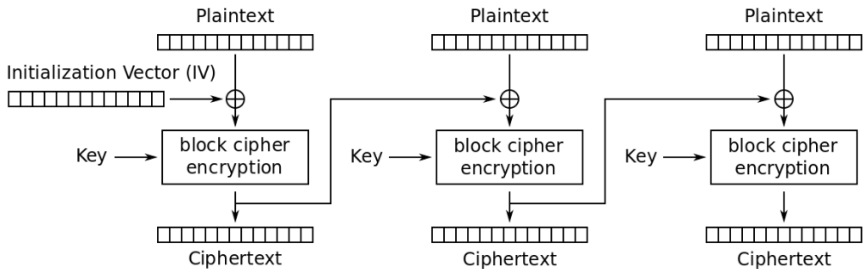 Plaintext
Plaintext
Plaintext
Initialization Vector (IV)
Key
block cipher
encryption
Key
block cipher
encryption
Key
block cipher
encryption
Ciphertext
Ciphertext
Ciphertext